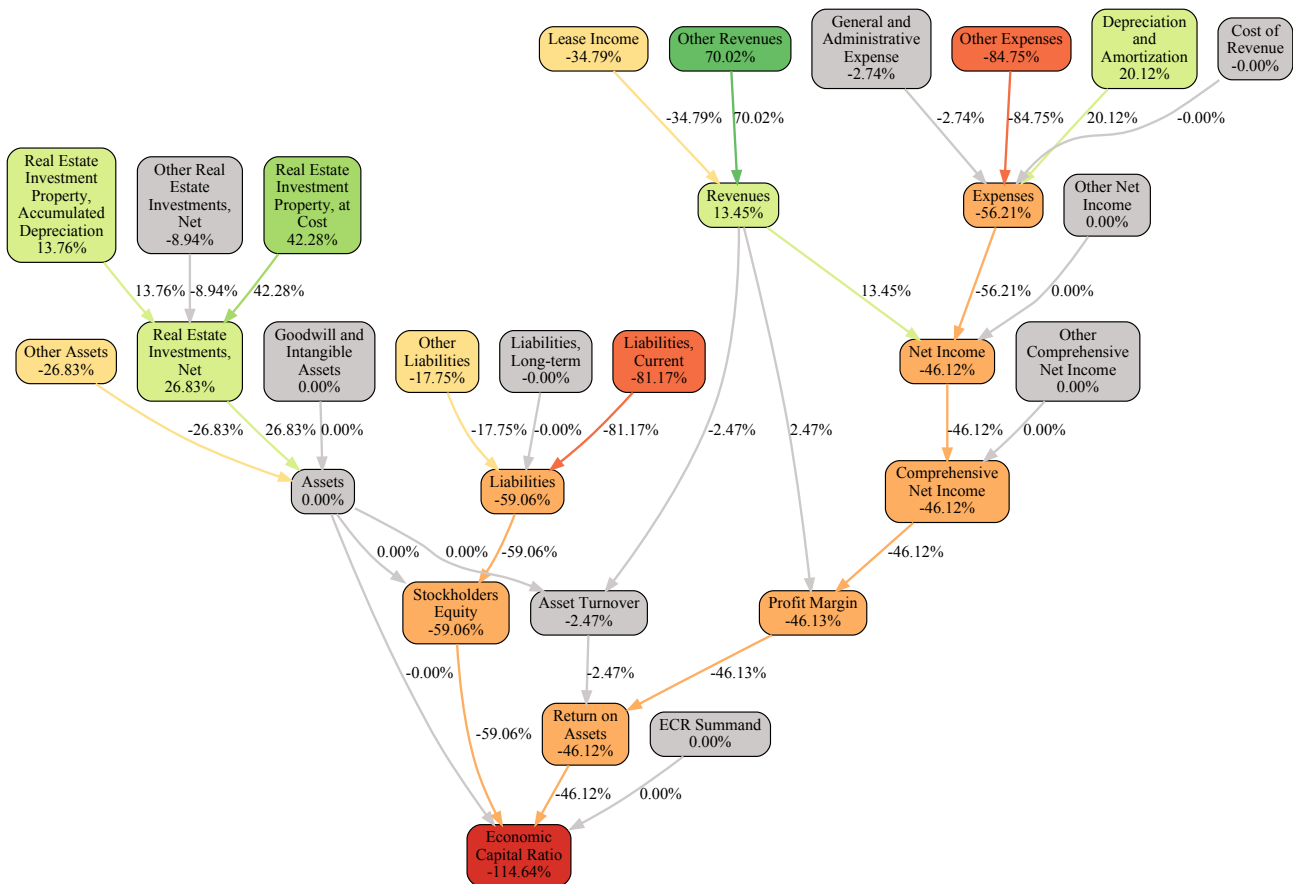 Lease Income
-34.79%
Other Revenues
70.02%
General and
Administrative
Expense
-2.74%
Other Expenses
-84.75%
Depreciation
and
Amortization
20.12%
Cost of
Revenue
-0.00%
-34.79%
70.02%
-2.74%
-84.75%
20.12%
-0.00%
Real Estate
Investment
Property,
Accumulated
Depreciation
13.76%
Other Real
Estate
Investments,
Net
-8.94%
Real Estate
Investment
Property, at
Cost
42.28%
Revenues
13.45%
Expenses
-56.21%
Other Net
Income
0.00%
13.76%
-8.94%
42.28%
13.45%
-56.21%
0.00%
Other Assets
-26.83%
Real Estate
Investments,
Net
26.83%
Goodwill and
Intangible
Assets
0.00%
Other
Liabilities
-17.75%
Liabilities,
Long-term
-0.00%
Liabilities,
Current
-81.17%
Net Income
-46.12%
Other
Comprehensive
Net Income
0.00%
-26.83%
26.83%
0.00%
-17.75%
-0.00%
-81.17%
-2.47%
2.47%
-46.12%
0.00%
Assets
0.00%
Liabilities
-59.06%
Comprehensive
Net Income
-46.12%
0.00%
0.00%
-59.06%
-46.12%
Stockholders
Equity
-59.06%
Asset Turnover
-2.47%
Profit Margin
-46.13%
-0.00%
-2.47%
-46.13%
-59.06%
Return on
Assets
-46.12%
ECR Summand
0.00%
-46.12%
0.00%
Economic
Capital Ratio
-114.64%